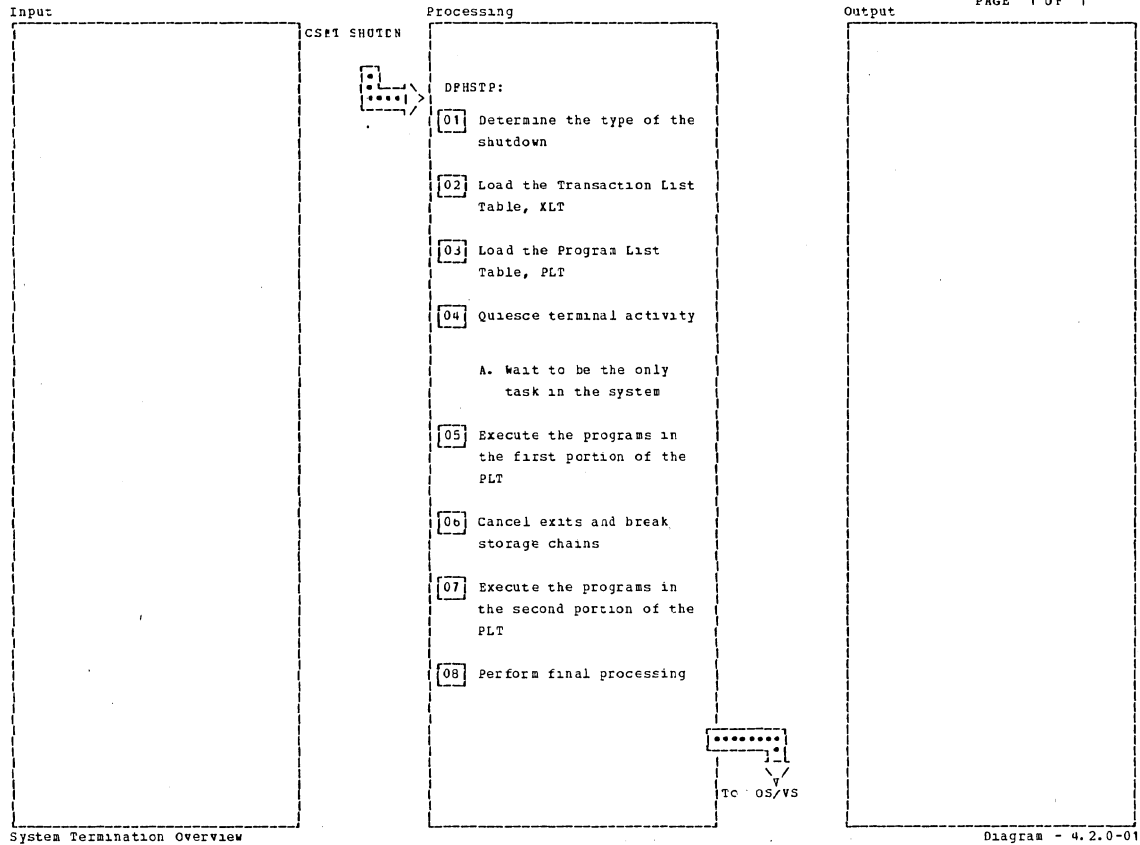 PAGE 1 OF 1
Input
Processing
Output
CSMT SHUTDN
DFHSTP:
01 Determine the type of the
shutdown
02 Load the Transaction List
Table, XLT
03 Load the Program List
Table, PLT
04 Quiesce terminal activity
A. Wait to be the only
task in the system
05 Execute the programs in
the first portion of the
PLT
06 Cancel exits and break
storage chains
07 Execute the programs in
the second portion of the
PLT
08 Perform final processing
TO OS/VS
System Termination Overview
Diagram - 4.2.0-01